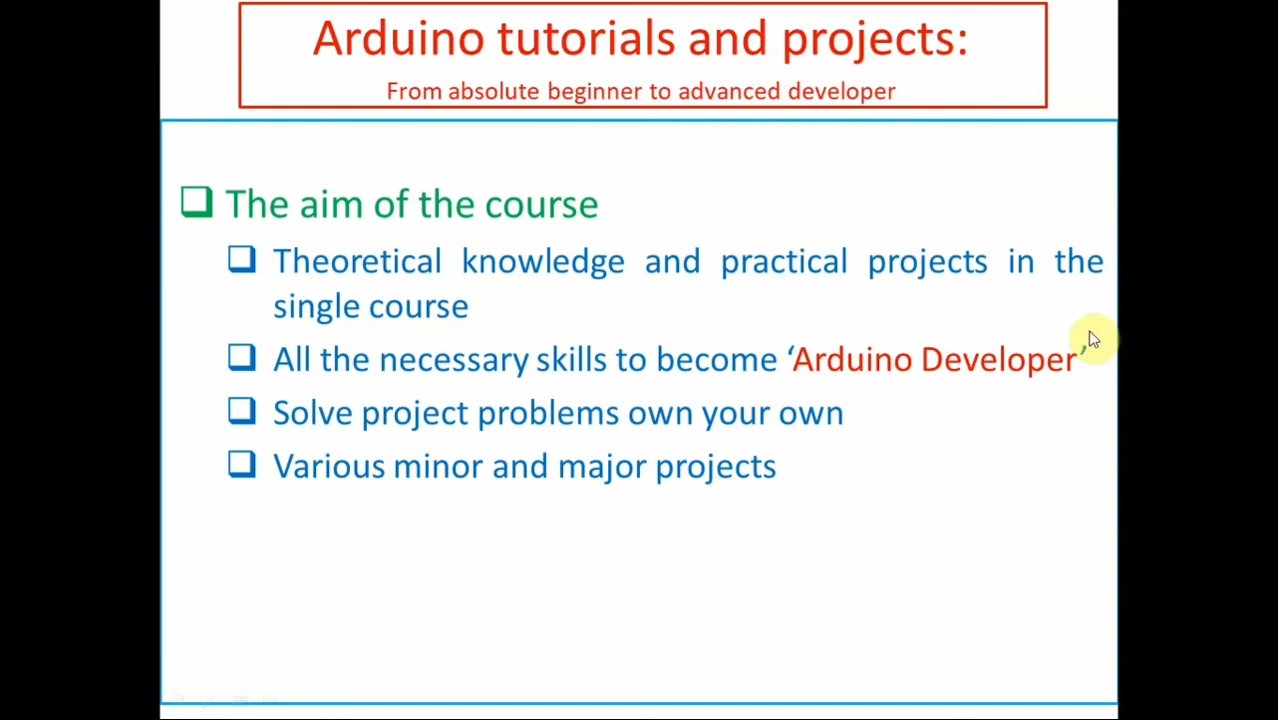 Arduino tutorials and projects:
From absolute beginner to advanced developer
The aim of the course
Theoretical knowledge and practical projects in the
single course
All the necessary skills to become ‘Arduino Developer’
Solve project problems own your own
Various minor and major projects